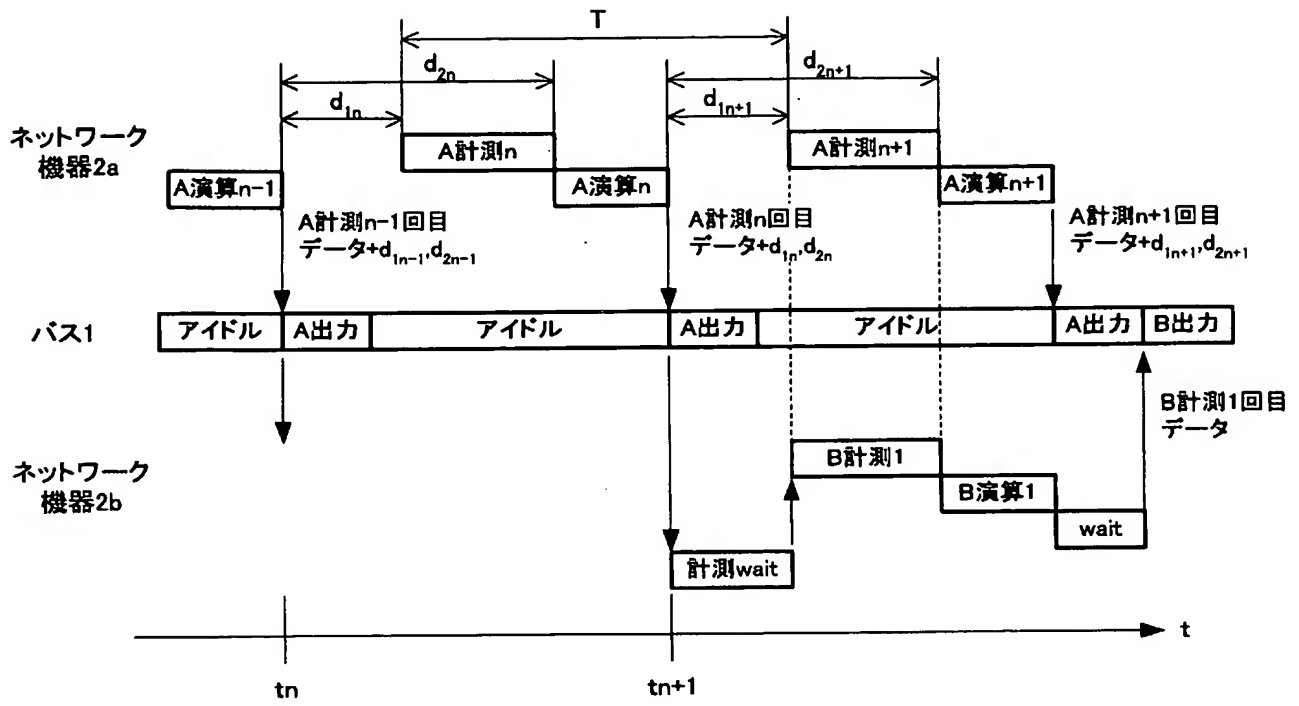 T
d2n
d2n+1
d1n
d1n+1
ネットワーク
機器2a
A計測n
A計測n+1
A演算n-1
A演算n
A演算n+1
A計測n-1回目
データ+d1n-1,d2n-1
A計測n回目
データ+d1n,d2n
A計測n+1回目
データ+d1n+1,d2n+1
バス1
アイドル
A出力
アイドル
A出力
アイドル
A出力
B出力
B計測1回目
データ
ネットワーク
機器2b
B計測1
B演算1
wait
計測wait
t
tn
tn+1